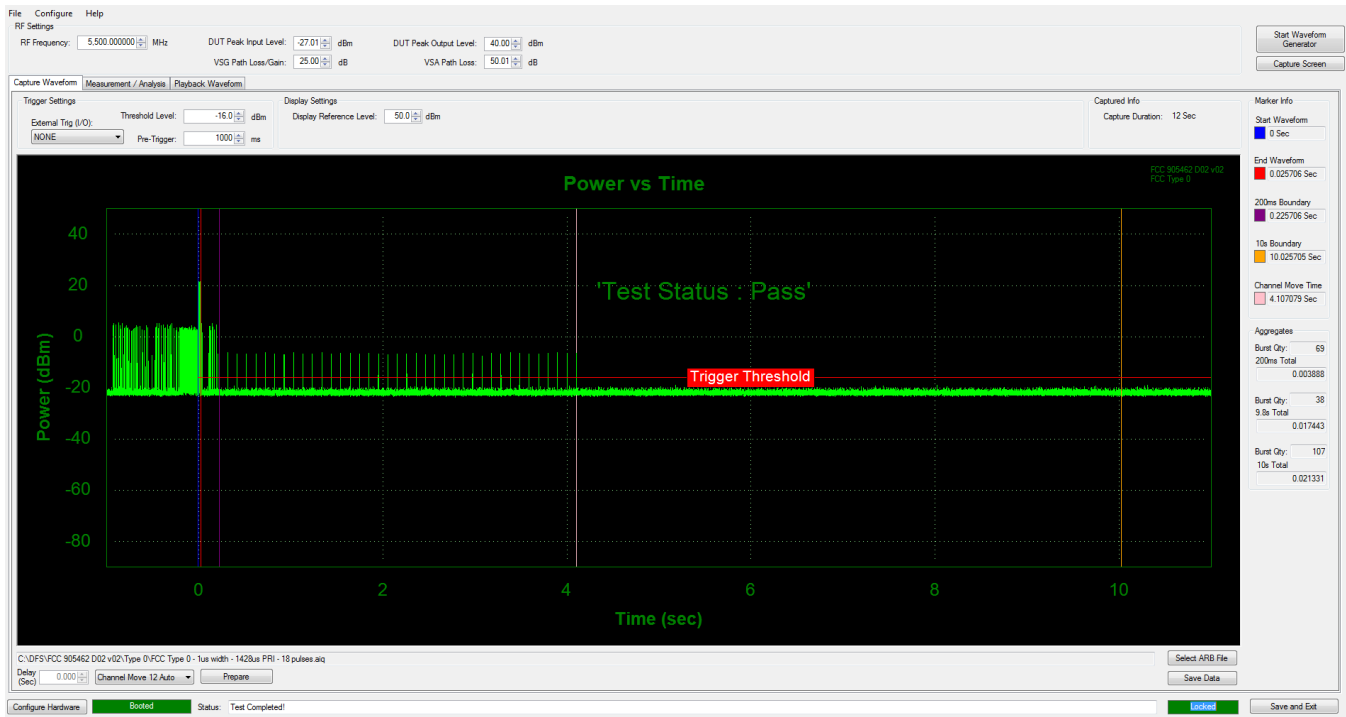 File Configure Help
RF Settings
RF Frequency: 5,500.000000 MHz DUT Peak Input Level: -27.01 dBm DUT Peak Output Level: 40.00 dBm
VSG Path Loss/Gain: 25.00 dB VSA Path Loss: 50.01 dB
Start Waveform
Generator
Capture Screen
Capture Waveform Measurement / Analysis Playback Waveform
Trigger Settings
External Trig (I/O):
NONE
Threshold Level: -16.0 dBm
Pre-Trigger: 1000 ms
Display Settings
Display Reference Level: 50.0 dBm
Captured Info
Capture Duration: 12 Sec
Marker Info
Start Waveform
0 Sec
End Waveform
0.025706 Sec
200ms Boundary
0.225706 Sec
10s Boundary
10.025705 Sec
Channel Move Time
4.107079 Sec
Aggregates
Burst Qty: 69
200ms Total
0.003888
Burst Qty: 38
9.8s Total
0.017443
Burst Qty: 107
10s Total
0.021331
Power vs Time
FCC 905462 D02 v02
FCC Type 0
'Test Status : Pass'
Trigger Threshold
Power (dBm)
40
20
0
-20
-40
-60
-80
0 2 4 6 8 10
Time (sec)
C:\DFS\FCC 905462 D02 v02\Type 0\FCC Type 0 - 1us width - 1428us PRI - 18 pulses.aiq
Select ARB File
Delay
(Sec) 0.000 Channel Move 12 Auto Prepare
Save Data
Configure Hardware Booted Status: Test Completed! Locked Save and Exit